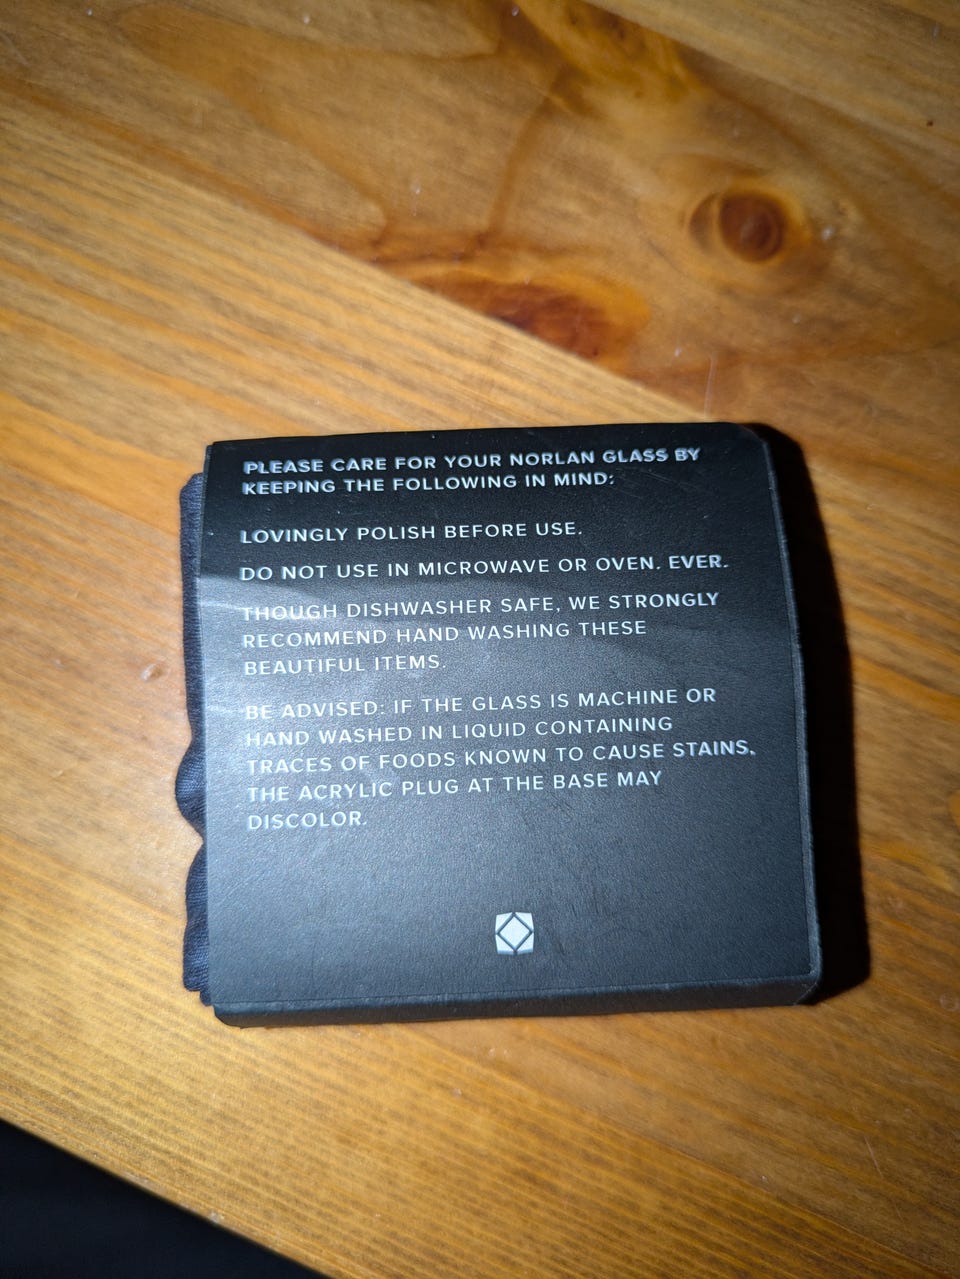 PLEASE CARE FOR YOUR NORLAN GLASS BY
KEEPING THE FOLLOWING IN MIND:
LOVINGLY POLISH BEFORE USE.
DO NOT USE IN MICROWAVE OR OVEN. EVER.
THOUGH DISHWASHER SAFE, WE STRONGLY
RECOMMEND HAND WASHING THESE
BEAUTIFUL ITEMS.
BE ADVISED: IF THE GLASS IS MACHINE OR
HAND WASHED IN LIQUID CONTAINING
TRACES OF FOODS KNOWN TO CAUSE STAINS,
THE ACRYLIC PLUG AT THE BASE MAY
DISCOLOR.